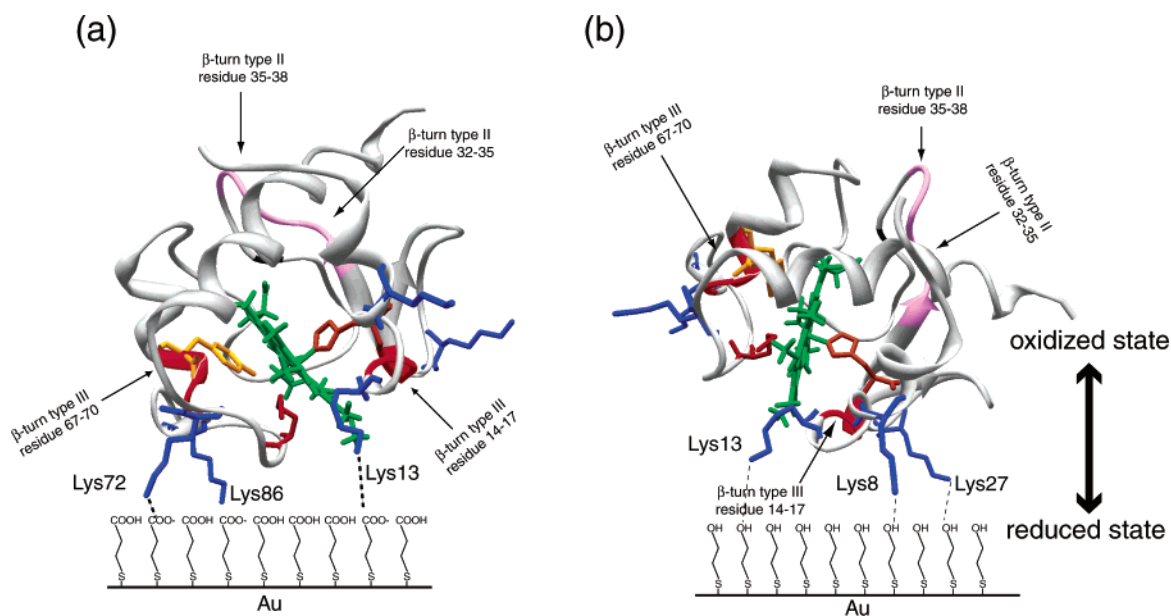 (a)
β-turn type II
residue 35-38
β-turn type II
residue 32-35
β-turn type III
residue 67-70
β-turn type III
residue 14-17
Lys72
Lys86
Lys13
COOH COO- COOH COO- COOH COOH COOH COO- COOH
S S S S S S S S S
Au
(b)
β-turn type II
residue 35-38
β-turn type III
residue 67-70
β-turn type II
residue 32-35
oxidized state
Lys13
β-turn type III
residue 14-17
Lys8
Lys27
reduced state
OH OH OH OH OH OH OH OH OH
S S S S S S S S S
Au